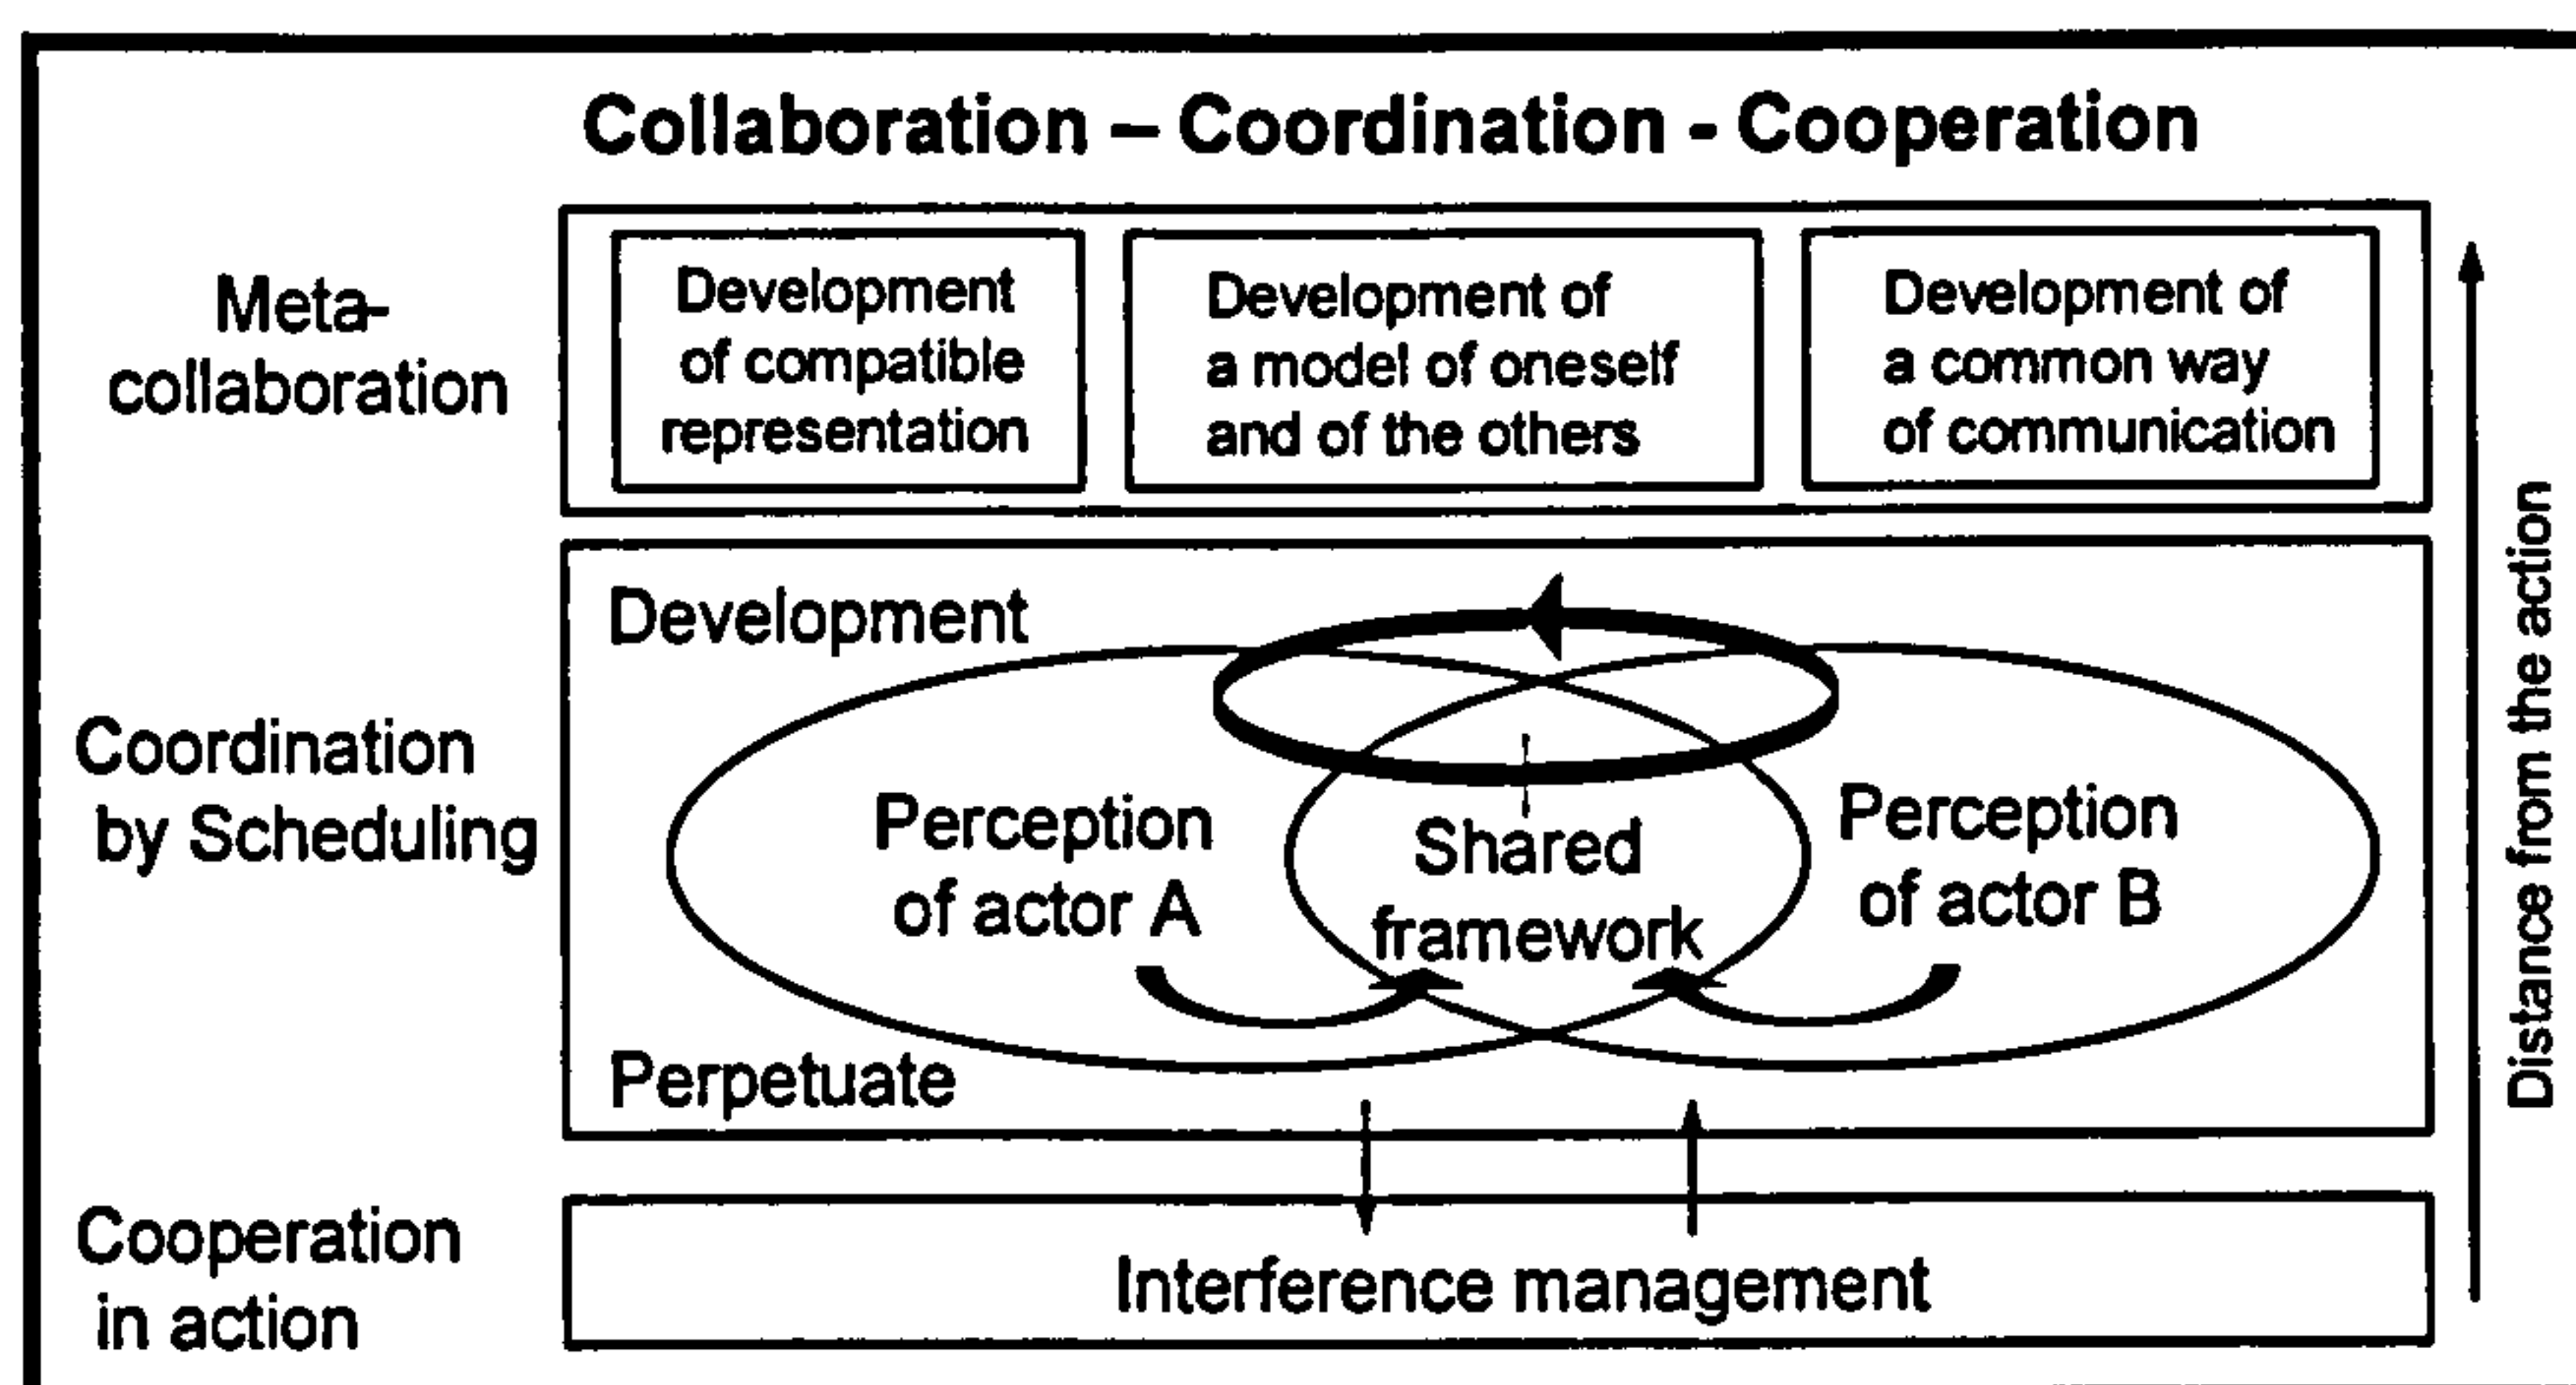 Collaboration – Coordination - Cooperation
Meta-
collaboration
Development
of compatible
representation
Development of
a model of oneself
and of the others
Development of
a common way
of communication
Coordination
by Scheduling
Development
Perception
of actor A
Shared
framework
Perception
of actor B
Perpetuate
Cooperation
in action
Interference management
Distance from the action